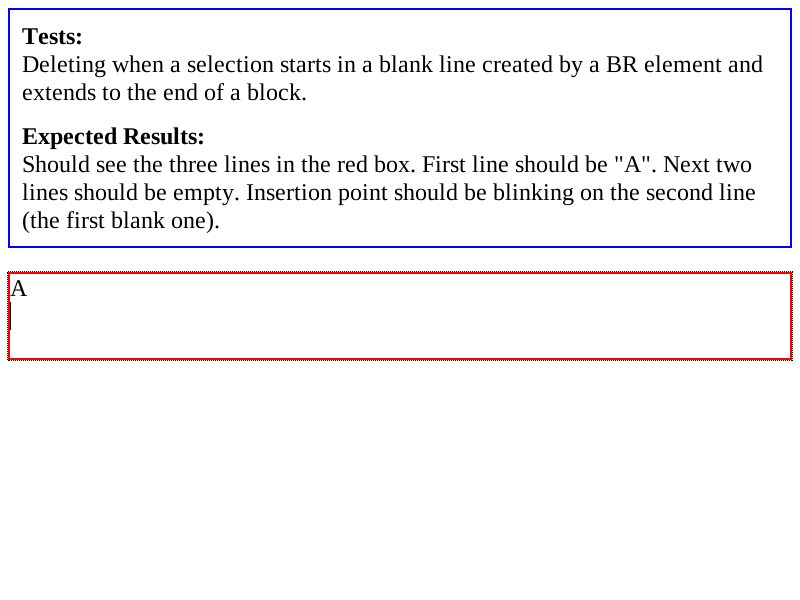 Tests:
Deleting when a selection starts in a blank line created by a BR element and
extends to the end of a block.
Expected Results:
Should see the three lines in the red box. First line should be "A". Next two
lines should be empty. Insertion point should be blinking on the second line
(the first blank one).
A